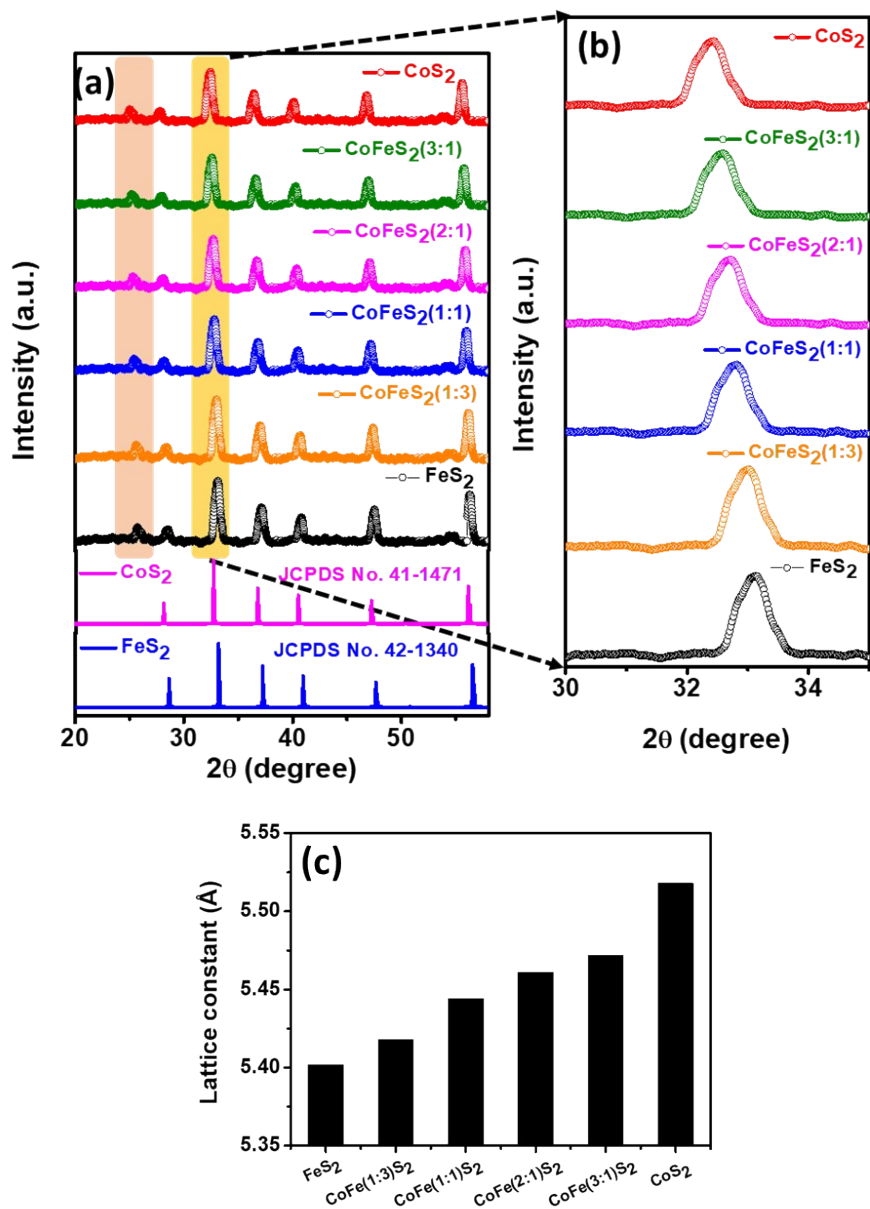 (a)
CoS2
CoFeS2(3:1)
CoFeS2(2:1)
CoFeS2(1:1)
CoFeS2(1:3)
FeS2
CoS2 JCPDS No. 41-1471
FeS2 JCPDS No. 42-1340
20 30 40 50
2θ (degree)
Intensity (a.u.)
(b)
CoS2
CoFeS2(3:1)
CoFeS2(2:1)
CoFeS2(1:1)
CoFeS2(1:3)
FeS2
30 32 34
2θ (degree)
Intensity (a.u.)
(c)
5.55
5.50
5.45
5.40
5.35
Lattice constant (Å)
FeS2
CoFe(1:3)S2
CoFe(1:1)S2
CoFe(2:1)S2
CoFe(3:1)S2
CoS2